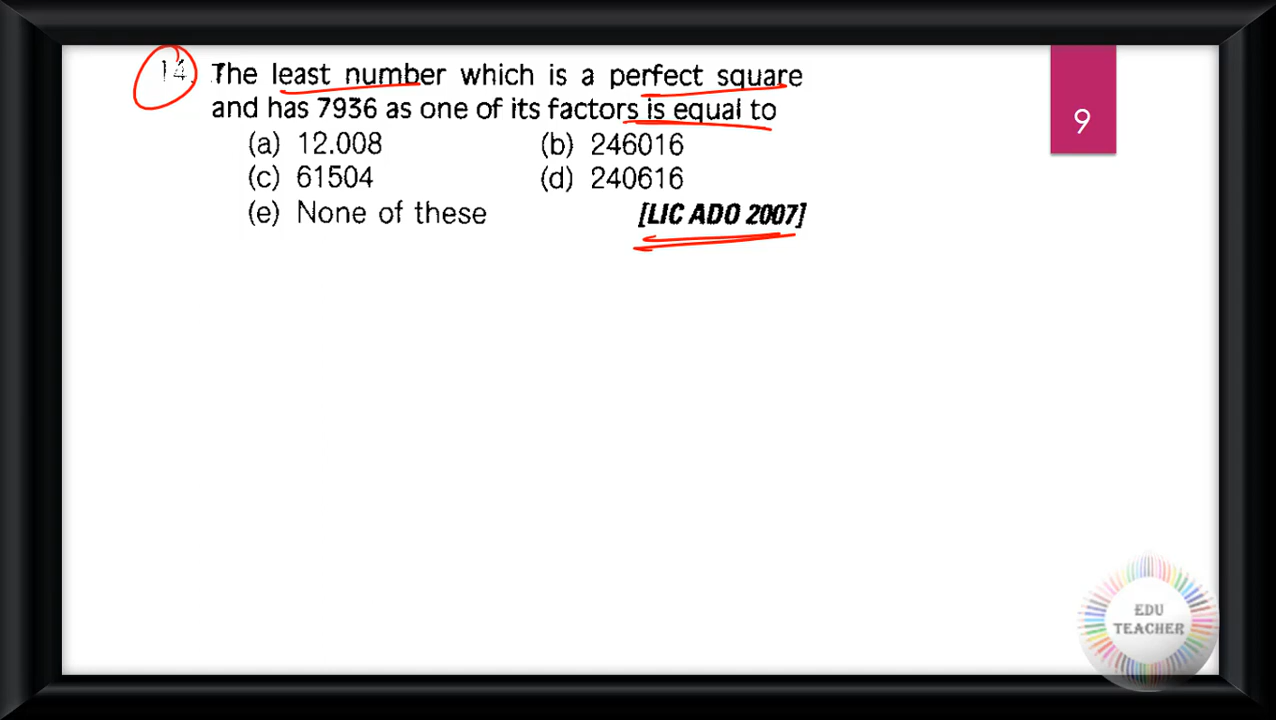 14. The least number which is a perfect square
and has 7936 as one of its factors is equal to
(a) 12.008 (b) 246016
(c) 61504 (d) 240616
(e) None of these [LIC ADO 2007]
9
EDU
TEACHER